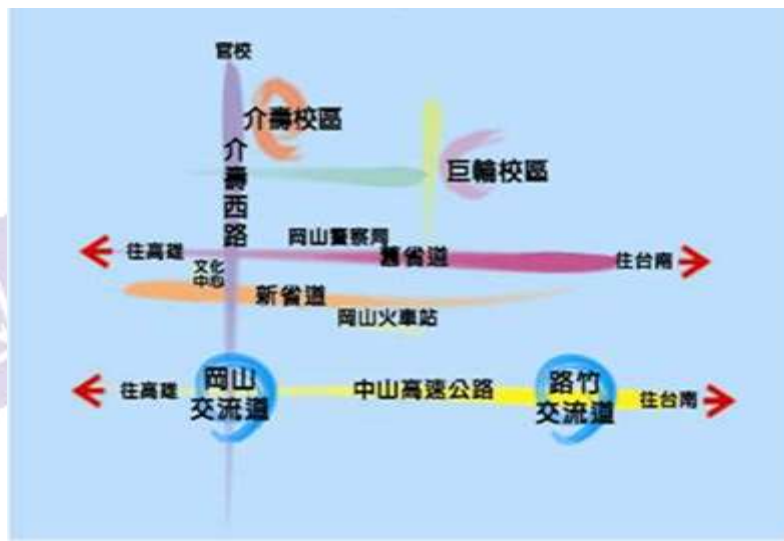 官校
介壽校區
介壽西路
巨輪校區
岡山警察局
往高雄
舊省道
往台南
文化
中心
新省道
岡山火車站
岡山
交流道
往高雄
中山高速公路
路竹
交流道
往台南